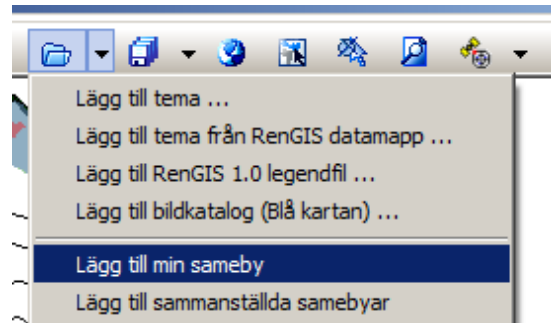 Lägg till tema ...
Lägg till tema från RenGIS datamapp ...
Lägg till RenGIS 1.0 legendfil ...
Lägg till bildkatalog (Blå kartan) ...
Lägg till min sameby
Lägg till sammanställda samebyar